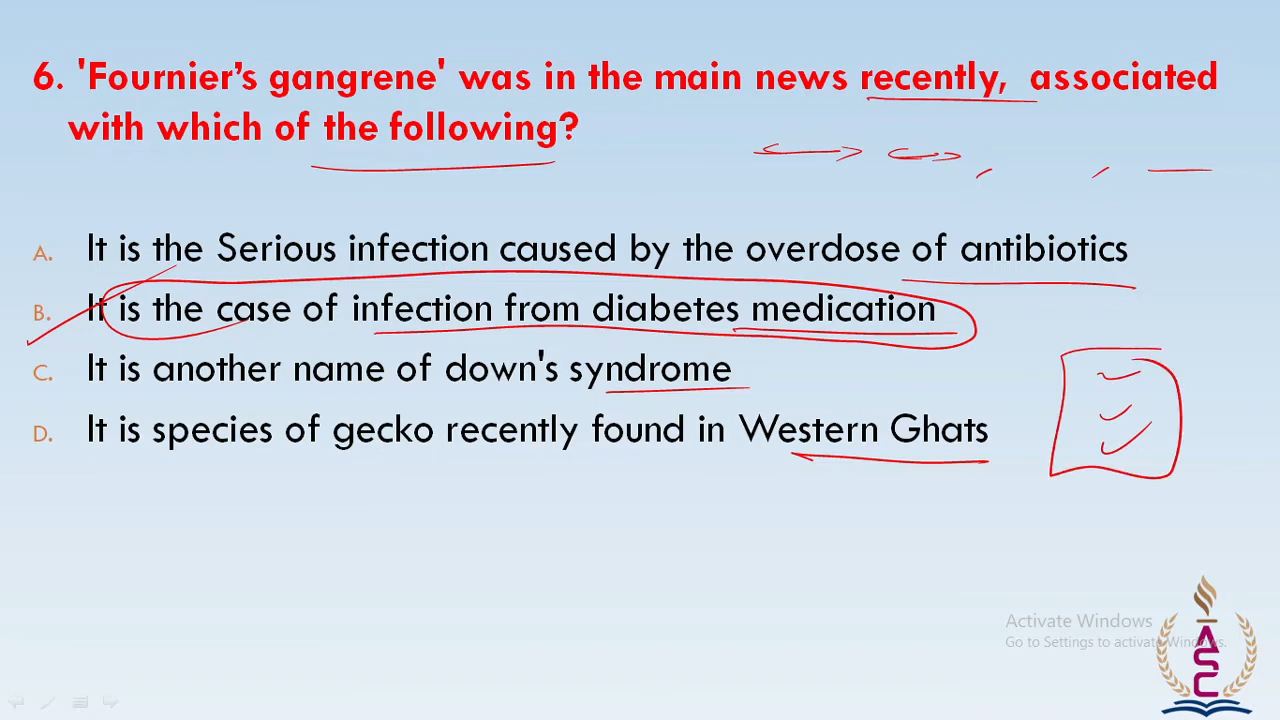 6. 'Fournier’s gangrene' was in the main news recently, associated
with which of the following?
A. It is the Serious infection caused by the overdose of antibiotics
B. It is the case of infection from diabetes medication
C. It is another name of down's syndrome
D. It is species of gecko recently found in Western Ghats
Activate Windows
Go to Settings to activate Windows.
ASC